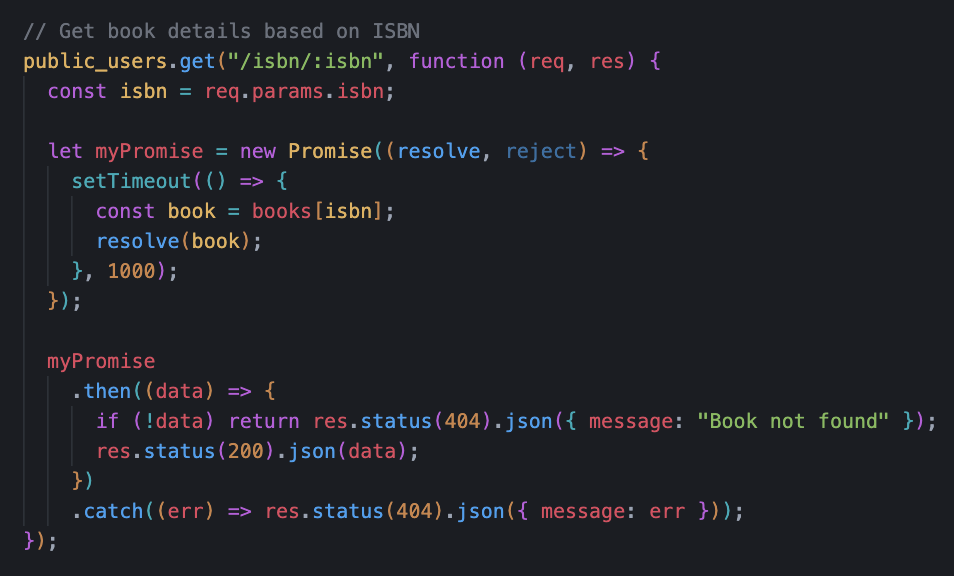 // Get book details based on ISBN
public_users.get("/isbn/:isbn", function (req, res) {
  const isbn = req.params.isbn;

  let myPromise = new Promise((resolve, reject) => {
    setTimeout(() => {
      const book = books[isbn];
      resolve(book);
    }, 1000);
  });

  myPromise
    .then((data) => {
      if (!data) return res.status(404).json({ message: "Book not found" });
      res.status(200).json(data);
    })
    .catch((err) => res.status(404).json({ message: err }));
});